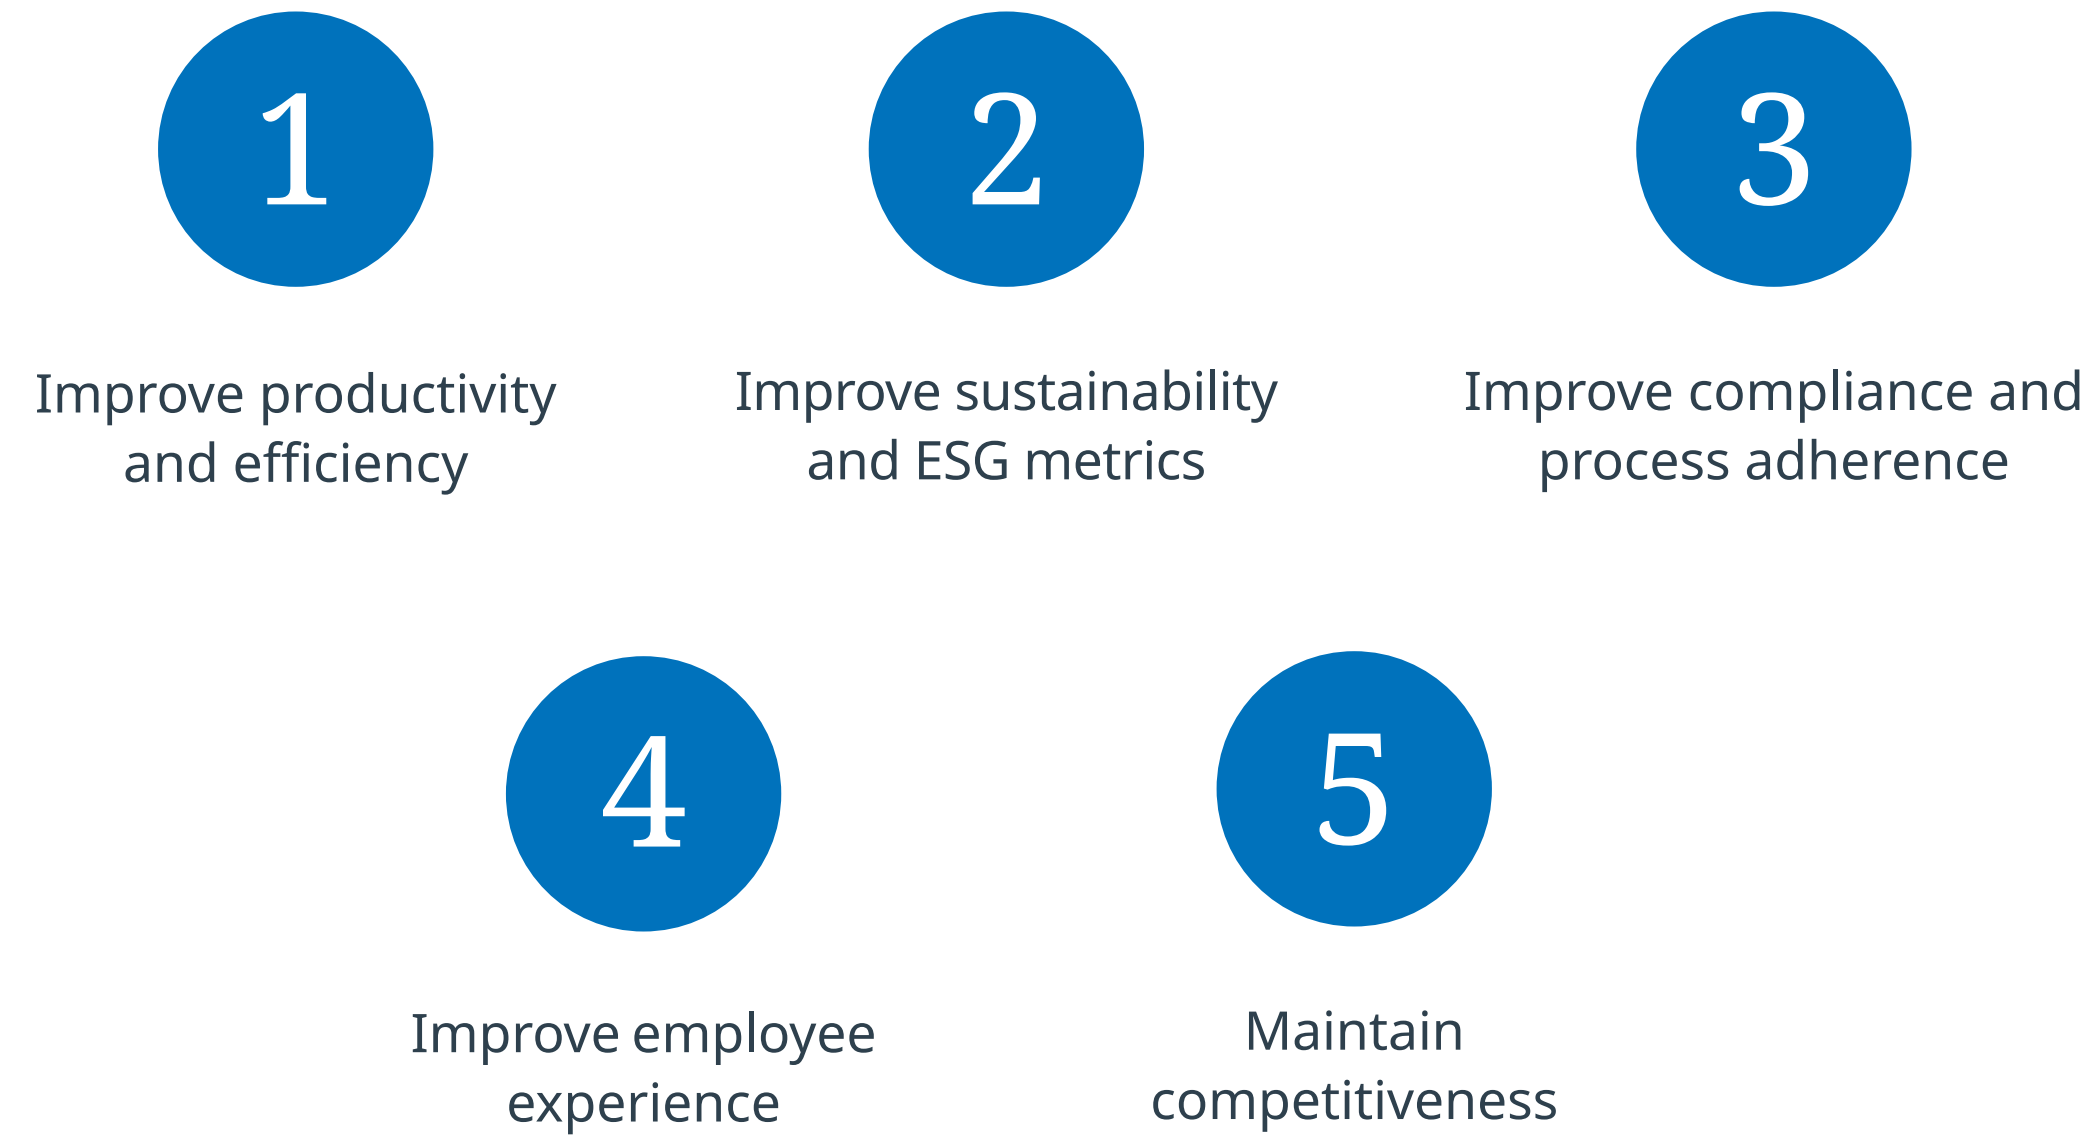 1
Improve productivity
and efficiency
2
Improve sustainability
and ESG metrics
3
Improve compliance and
process adherence
4
Improve employee
experience
5
Maintain
competitiveness